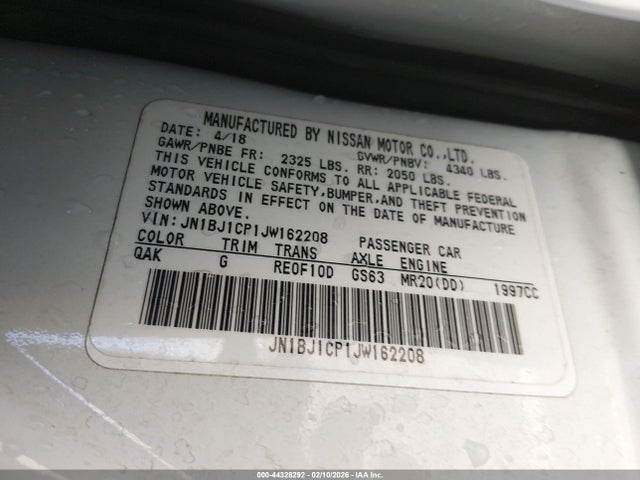 MANUFACTURED BY NISSAN MOTOR CO.,LTD.
DATE: 4/18 GVWR/PNBV: 4340 LBS.
GAWR/PNBE FR: 2325 LBS. RR: 2050 LBS.
THIS VEHICLE CONFORMS TO ALL APPLICABLE FEDERAL
MOTOR VEHICLE SAFETY,BUMPER,AND THEFT PREVENTION
STANDARDS IN EFFECT ON THE DATE OF MANUFACTURE
SHOWN ABOVE.
VIN:JN1BJ1CP1JW162208 PASSENGER CAR
COLOR TRIM TRANS AXLE ENGINE
QAK G RE0F10D GS63 MR20(DD) 1997CC
JN1BJ1CP1JW162208
000-44328292 - 02/10/2026 - IAA Inc.